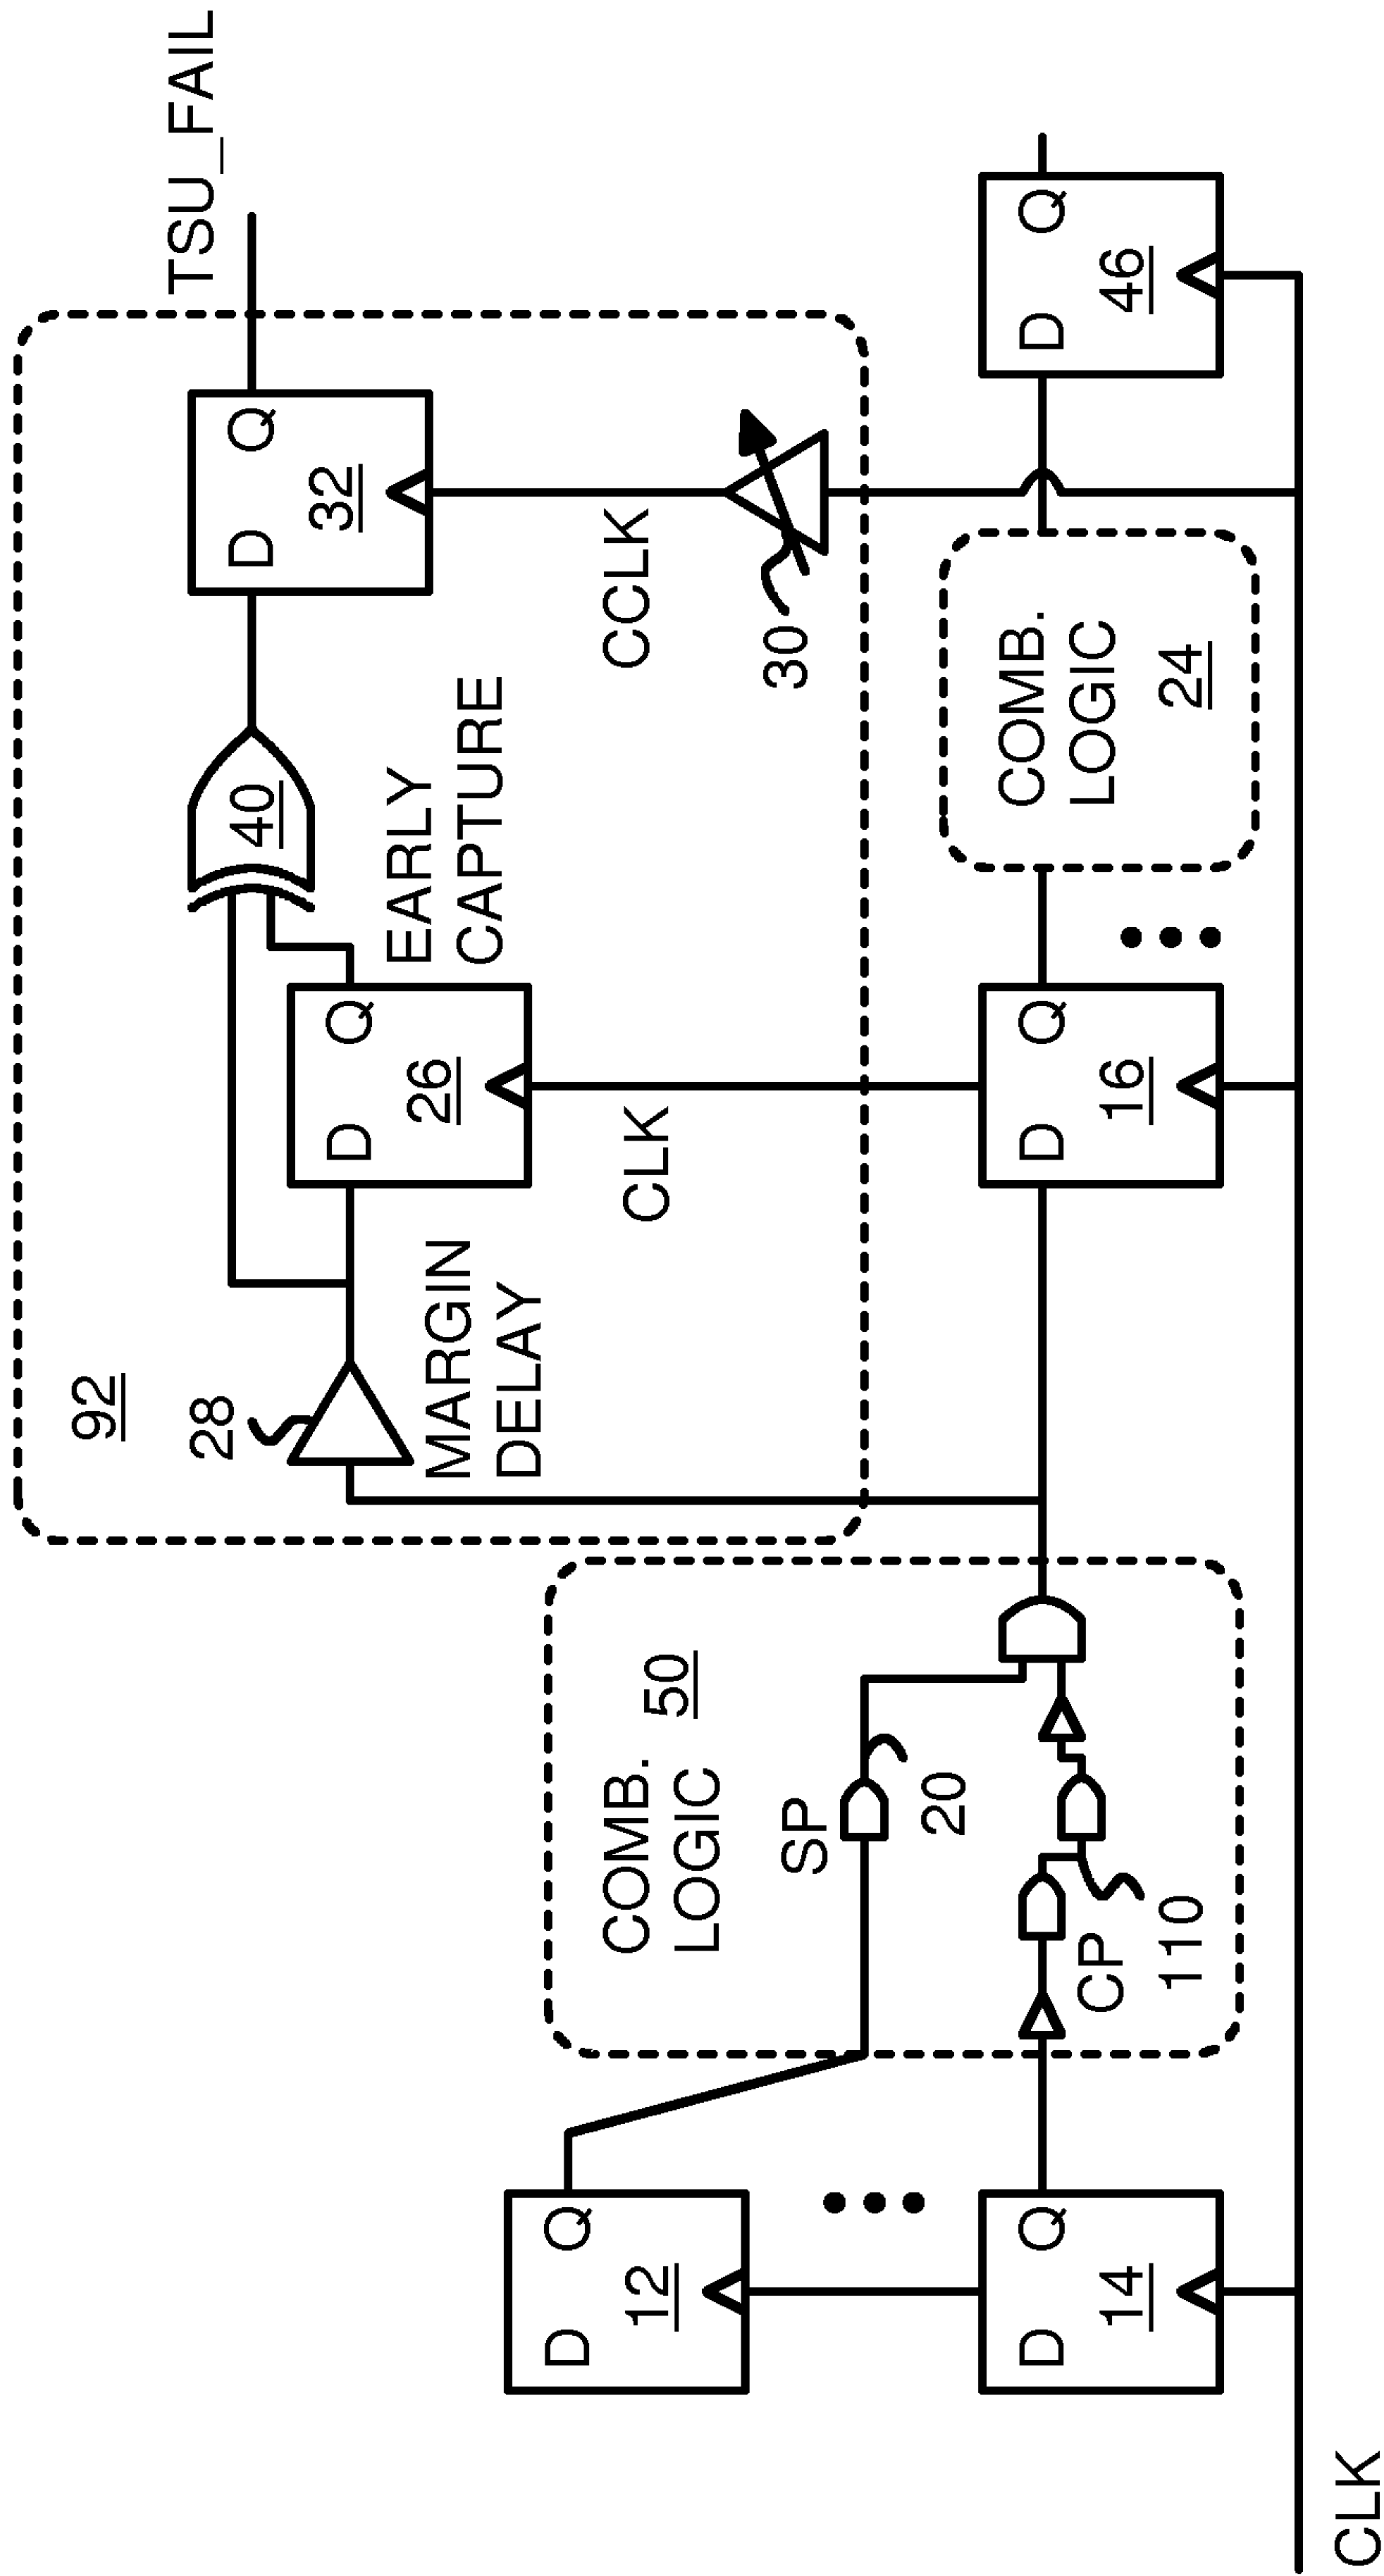 TSU_FAIL
92
28
MARGIN
DELAY
D Q
26
EARLY
CAPTURE
40
D Q
32
CLK
CCLK
30
COMB.
LOGIC 50
SP
20
CP
110
D Q
12
D Q
14
D Q
16
COMB.
LOGIC
24
D Q
46
CLK